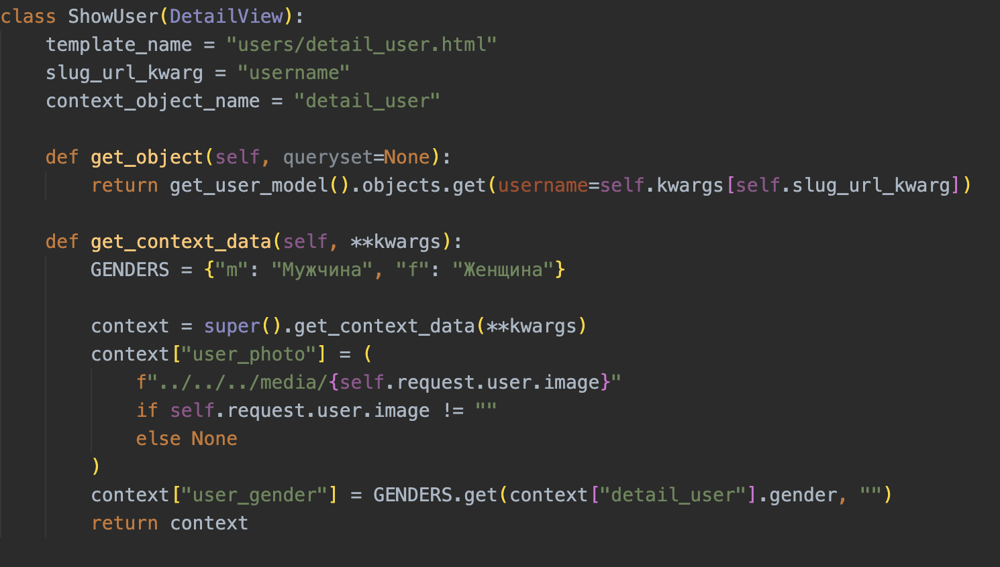 class ShowUser(DetailView):
    template_name = "users/detail_user.html"
    slug_url_kwarg = "username"
    context_object_name = "detail_user"

    def get_object(self, queryset=None):
        return get_user_model().objects.get(username=self.kwargs[self.slug_url_kwarg])

    def get_context_data(self, **kwargs):
        GENDERS = {"m": "Мужчина", "f": "Женщина"}

        context = super().get_context_data(**kwargs)
        context["user_photo"] = (
            f"../../../media/{self.request.user.image}"
            if self.request.user.image != ""
            else None
        )
        context["user_gender"] = GENDERS.get(context["detail_user"].gender, "")
        return context